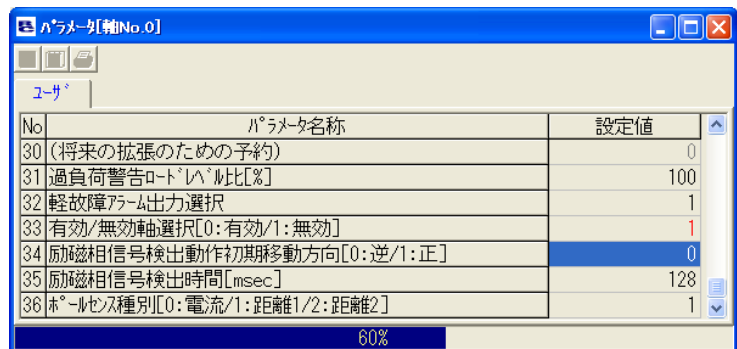 ﾊﾟﾗﾒｰﾀ[軸No.0]
ﾕｰｻﾞ
No ﾊﾟﾗﾒｰﾀ名称 設定値
30 (将来の拡張のための予約) 0
31 過負荷警告ﾛｰﾄﾞﾚﾍﾞﾙ比[%] 100
32 軽故障ｱﾗｰﾑ出力選択 1
33 有効/無効軸選択[0:有効/1:無効] 1
34 励磁相信号検出動作初期移動方向[0:逆/1:正] 0
35 励磁相信号検出時間[msec] 128
36 ﾎﾟｰﾙｾﾝｽ種別[0:電流/1:距離1/2:距離2] 1
60%